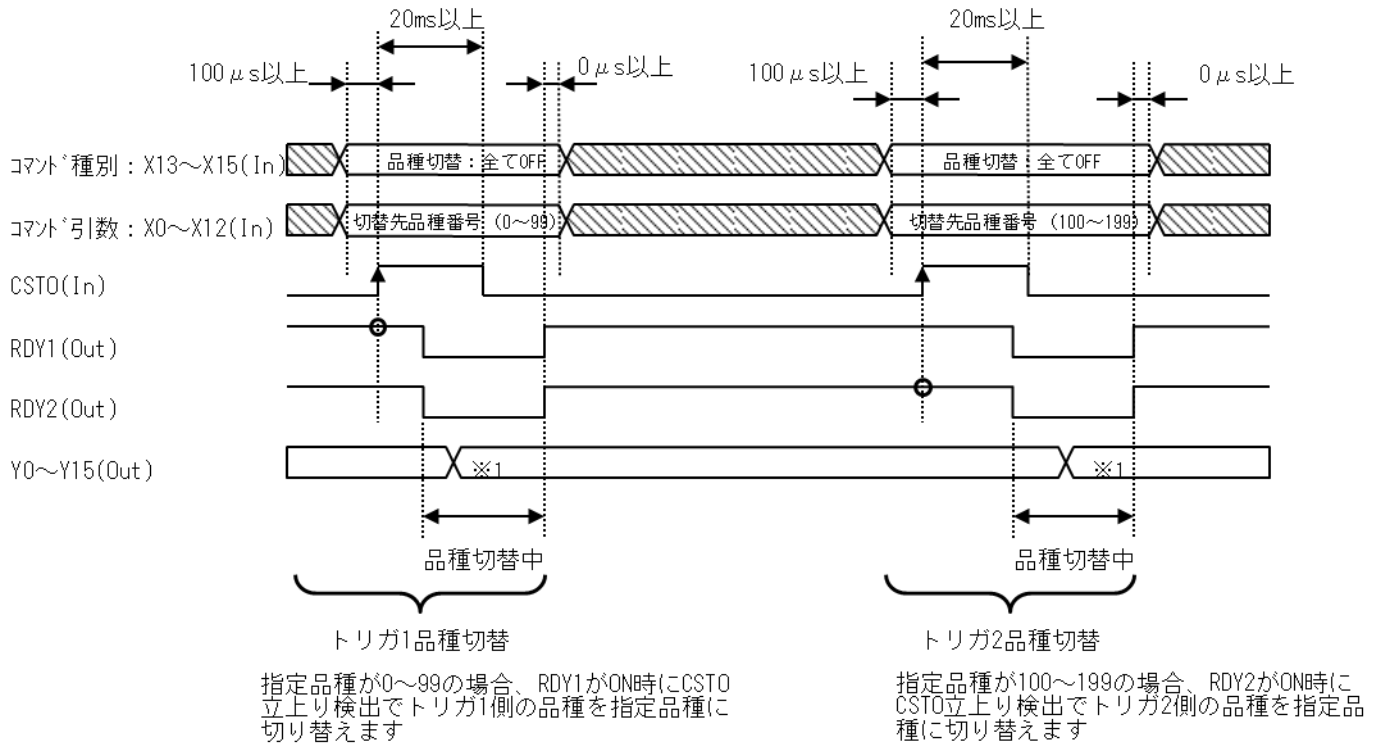 20ms以上
20ms以上
100μs以上
0μs以上
100μs以上
0μs以上
コマンド種別：X13～X15(In)
品種切替：全てOFF
品種切替：全てOFF
コマンド引数：X0～X12(In)
切替先品種番号（0～99）
切替先品種番号（100～199）
CST0(In)
RDY1(Out)
RDY2(Out)
Y0～Y15(Out)
※1
※1
品種切替中
品種切替中
トリガ1品種切替
トリガ2品種切替
指定品種が0～99の場合、RDY1がON時にCST0
立上り検出でトリガ1側の品種を指定品種に
切り替えます
指定品種が100～199の場合、RDY2がON時に
CST0立上り検出でトリガ2側の品種を指定品
種に切り替えます